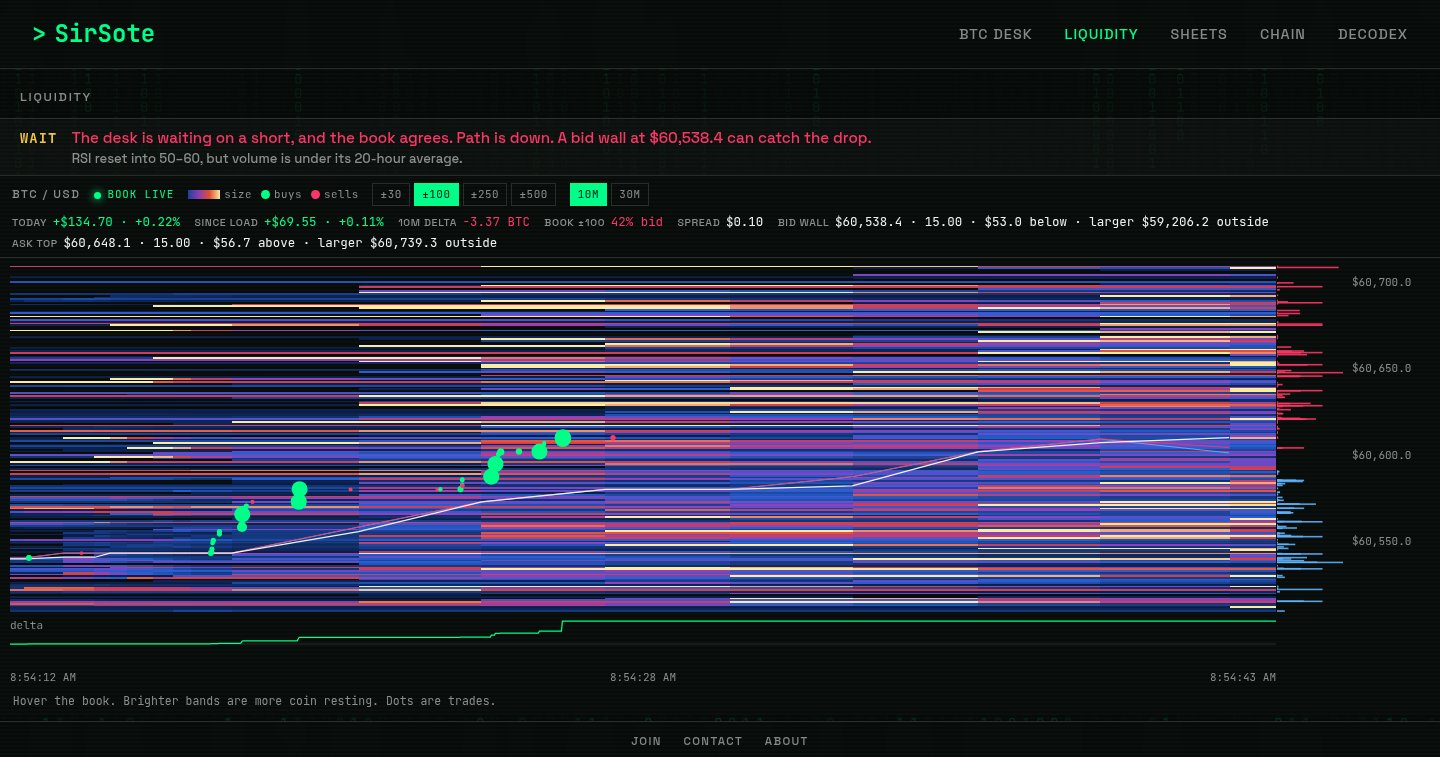 > SirSote
BTC DESK LIQUIDITY SHEETS CHAIN DECODEX
LIQUIDITY
WAIT The desk is waiting on a short, and the book agrees. Path is down. A bid wall at $60,538.4 can catch the drop.
RSI reset into 50–60, but volume is under its 20-hour average.
BTC / USD BOOK LIVE size buys sells ±30 ±100 ±250 ±500 10M 30M
TODAY +$134.70 · +0.22% SINCE LOAD +$69.55 · +0.11% 10M DELTA -3.37 BTC BOOK ±100 42% bid SPREAD $0.10 BID WALL $60,538.4 · 15.00 · $53.0 below · larger $59,206.2 outside
ASK TOP $60,648.1 · 15.00 · $56.7 above · larger $60,739.3 outside
$60,700.0
$60,650.0
$60,600.0
$60,550.0
delta
8:54:12 AM 8:54:28 AM 8:54:43 AM
Hover the book. Brighter bands are more coin resting. Dots are trades.
JOIN CONTACT ABOUT